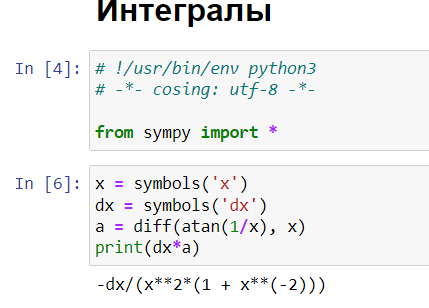 Интегралы
In [4]: # !/usr/bin/env python3
# -*- cosing: utf-8 -*-
from sympy import *
In [6]: x = symbols('x')
dx = symbols('dx')
a = diff(atan(1/x), x)
print(dx*a)
-dx/(x**2*(1 + x**(-2)))